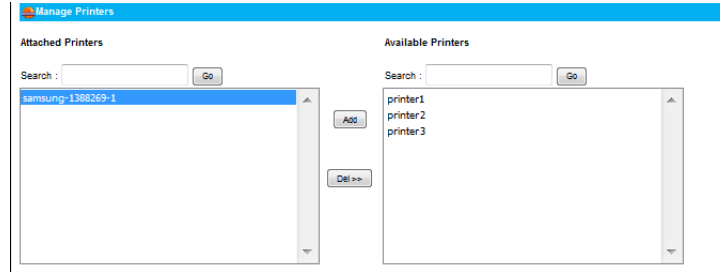 Manage Printers
Attached Printers
Available Printers
Search : Go
Search : Go
samsung-1388269-1
Add
Del >>
printer1
printer2
printer3